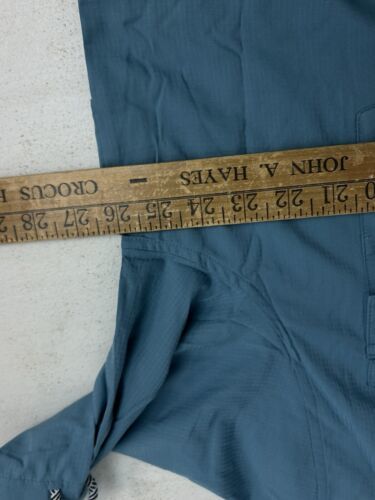 JOHN A. HAYES — CROCUS
20 21 22 23 24 25 26 27 28